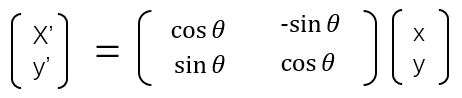 X' = cos θ -sin θ x
y' sin θ cos θ y